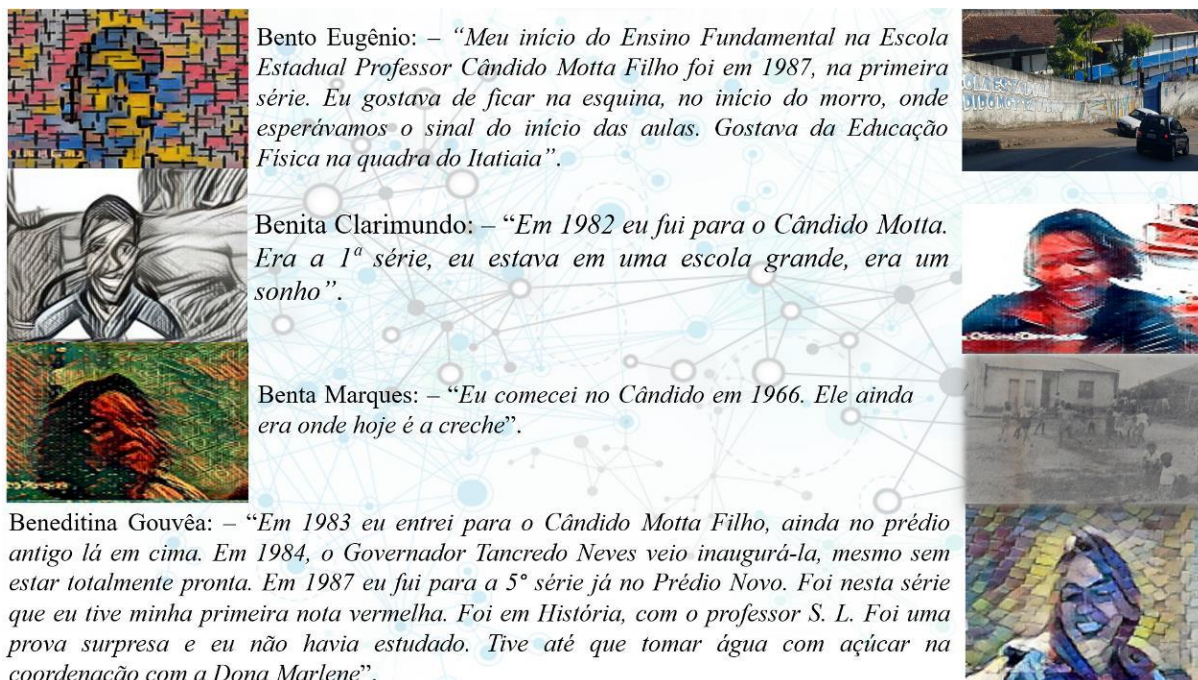 Bento Eugênio: – “Meu início do Ensino Fundamental na Escola
Estadual Professor Cândido Motta Filho foi em 1987, na primeira
série. Eu gostava de ficar na esquina, no início do morro, onde
esperávamos o sinal do início das aulas. Gostava da Educação
Física na quadra do Itatiaia”.
Benita Clarimundo: – “Em 1982 eu fui para o Cândido Motta.
Era a 1ª série, eu estava em uma escola grande, era um
sonho”.
Benta Marques: – “Eu comecei no Cândido em 1966. Ele ainda
era onde hoje é a creche”.
Beneditina Gouvêa: – “Em 1983 eu entrei para o Cândido Motta Filho, ainda no prédio
antigo lá em cima. Em 1984, o Governador Tancredo Neves veio inaugurá-la, mesmo sem
estar totalmente pronta. Em 1987 eu fui para a 5° série já no Prédio Novo. Foi nesta série
que eu tive minha primeira nota vermelha. Foi em História, com o professor S. L. Foi uma
prova surpresa e eu não havia estudado. Tive até que tomar água com açúcar na
coordenação com a Dona Marlene”.